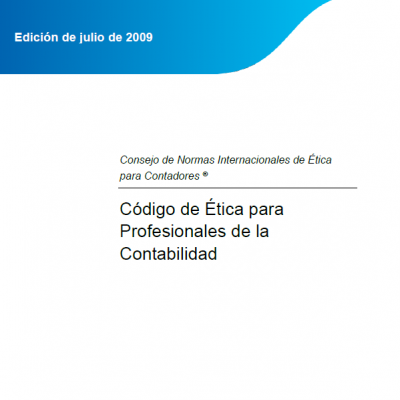 Edición de julio de 2009
Consejo de Normas Internacionales de Ética
para Contadores ®
Código de Ética para
Profesionales de la
Contabilidad